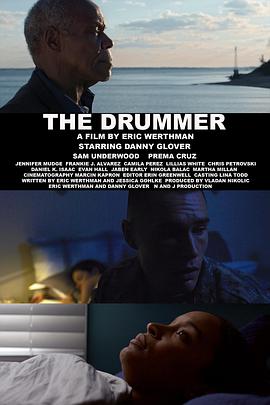 THE DRUMMER
A FILM BY ERIC WERTHMAN
STARRING DANNY GLOVER
SAM UNDERWOOD PREMA CRUZ
JENNIFER MUDGE FRANKIE J. ALVAREZ CAMILA PEREZ LILLIAS WHITE CHRIS PETROVSKI
DANIEL K. ISAAC EVAN HALL JABEN EARLY NIKOLA BALAC MARTHA MILLAN
CINEMATOGRAPHY MARCIN KAPRON EDITOR ERIN GREENWELL CASTING LINA TODD
WRITTEN BY ERIC WERTHMAN AND JESSICA GOHLKE PRODUCED BY VLADAN NIKOLIC
ERIC WERTHMAN AND DANNY GLOVER N AND J PRODUCTION